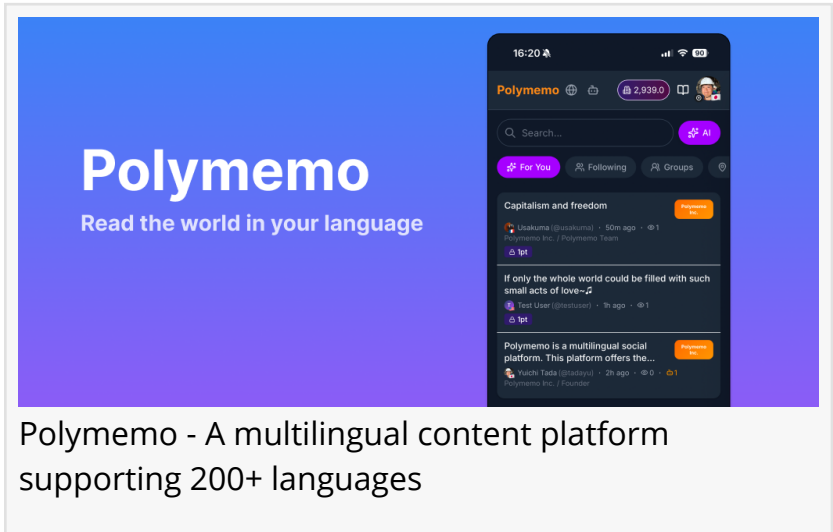 Polymemo
Read the world in your language
16:20
90
Polymemo
2,939.0
Search...
AI
For You
Following
Groups
Capitalism and freedom
Polymemo
Inc.
Usakuma (@usakuma) · 50m ago · 1
Polymemo Inc. / Polymemo Team
1pt
If only the whole world could be filled with such
small acts of love~♫
Test User (@testuser) · 1h ago · 1
1pt
Polymemo is a multilingual social
platform. This platform offers the...
Polymemo
Inc.
Yuichi Tada (@tadayu) · 2h ago · 0 · 1
Polymemo Inc. / Founder
Polymemo - A multilingual content platform
supporting 200+ languages